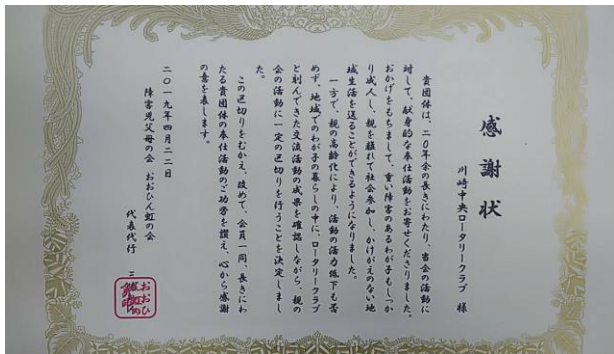 感謝状
川崎中央ロータリークラブ 様
貴団体は、二〇年余の長きにわたり、当会の活動に
対して、献身的な奉仕活動をお寄せくださりました。
おかげをもちまして、重い障害のあるわが子もしっか
り成人し、親を離れて社会参加し、かけがえのない地
域生活を送ることができるようになりました。
一方で、親の高齢化により、活動の活力低下も否
めず、地域でのわが子の暮らしの中に、ロータリークラブ
と刻んできた交流活動の成果を確認しながら、親の
会の活動に一定の区切りを行うことを決定しまし
た。
この区切りをむかえ、改めて、会員一同、長きにわ
たる貴団体の奉仕活動のご功労を讃え、心から感謝
の意を表します。
二〇一九年四月二二日
障害児父母の会 おおひん虹の会
代表代行 三